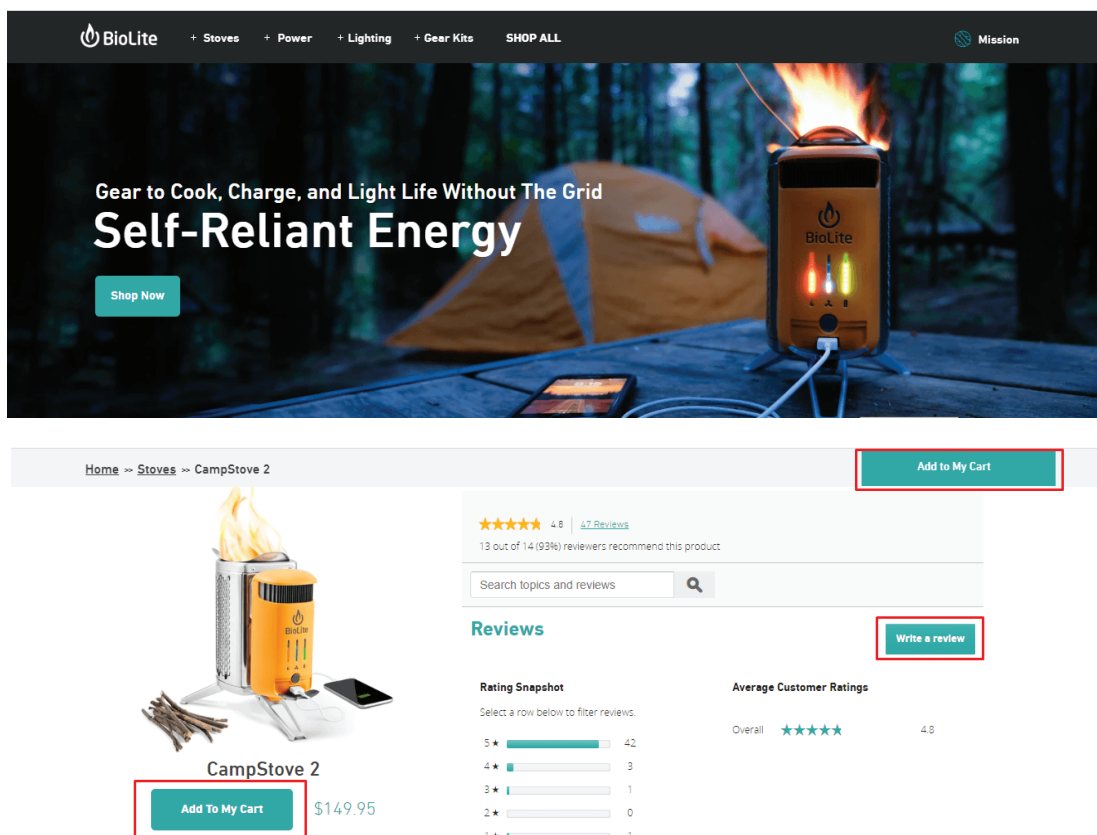 BioLite + Stoves + Power + Lighting + Gear Kits SHOP ALL Mission
Gear to Cook, Charge, and Light Life Without The Grid
Self-Reliant Energy
BioLite
Shop Now
Home » Stoves » CampStove 2 Add to My Cart
4.8 47 Reviews
13 out of 14 (93%) reviewers recommend this product
Search topics and reviews
BioLite
Reviews
Write a review
Rating Snapshot Average Customer Ratings
Select a row below to filter reviews.
Overall ★★★★★ 4.8
5★ 42
4★ 3
3★ 1
2★ 0
CampStove 2
Add To My Cart $149.95